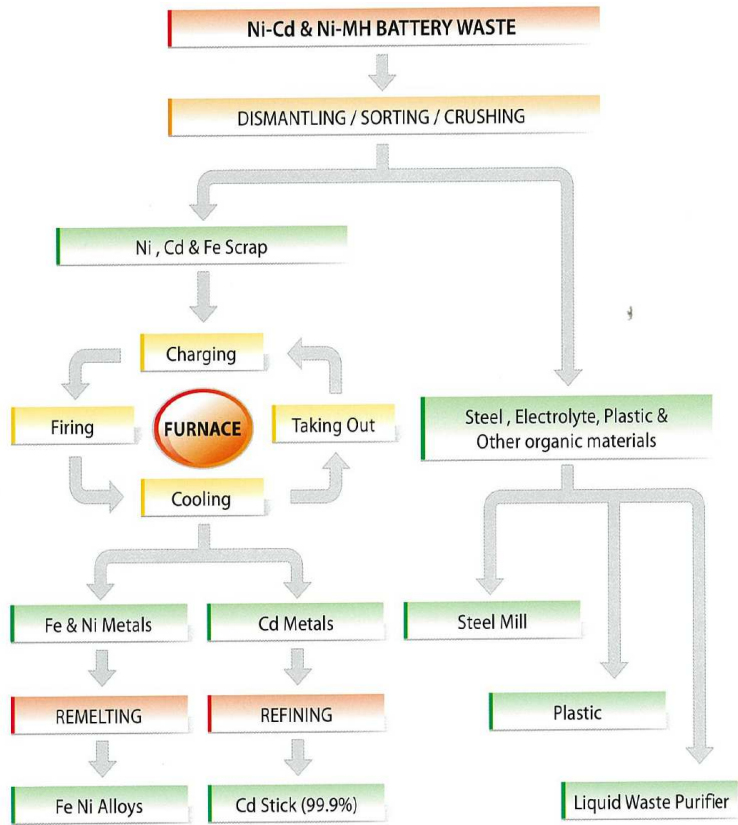 Ni-Cd & Ni-MH BATTERY WASTE
DISMANTLING / SORTING / CRUSHING
Ni , Cd & Fe Scrap
Charging
Firing
FURNACE
Taking Out
Cooling
Steel , Electrolyte, Plastic &
Other organic materials
Fe & Ni Metals
Cd Metals
Steel Mill
REMELTING
REFINING
Plastic
Fe Ni Alloys
Cd Stick (99.9%)
Liquid Waste Purifier